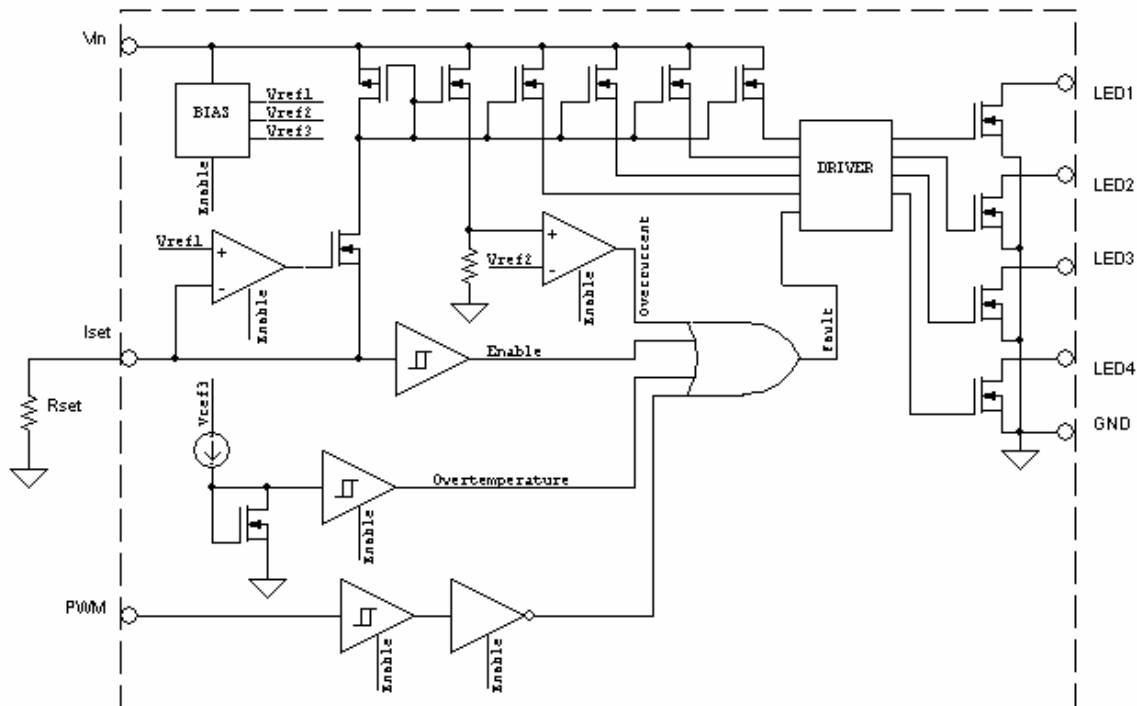 Vin
LED1
Vref1
BIAS
Vref2
Vref3
DRIVER
Enable
LED2
Vref1
+
-
Enable
+
Vref2
-
Enable
Overcurrent
LED3
Iset
Enable
fault
LED4
Rset
Vref3
GND
Overtemperature
Enable
PWM
Enable
Enable